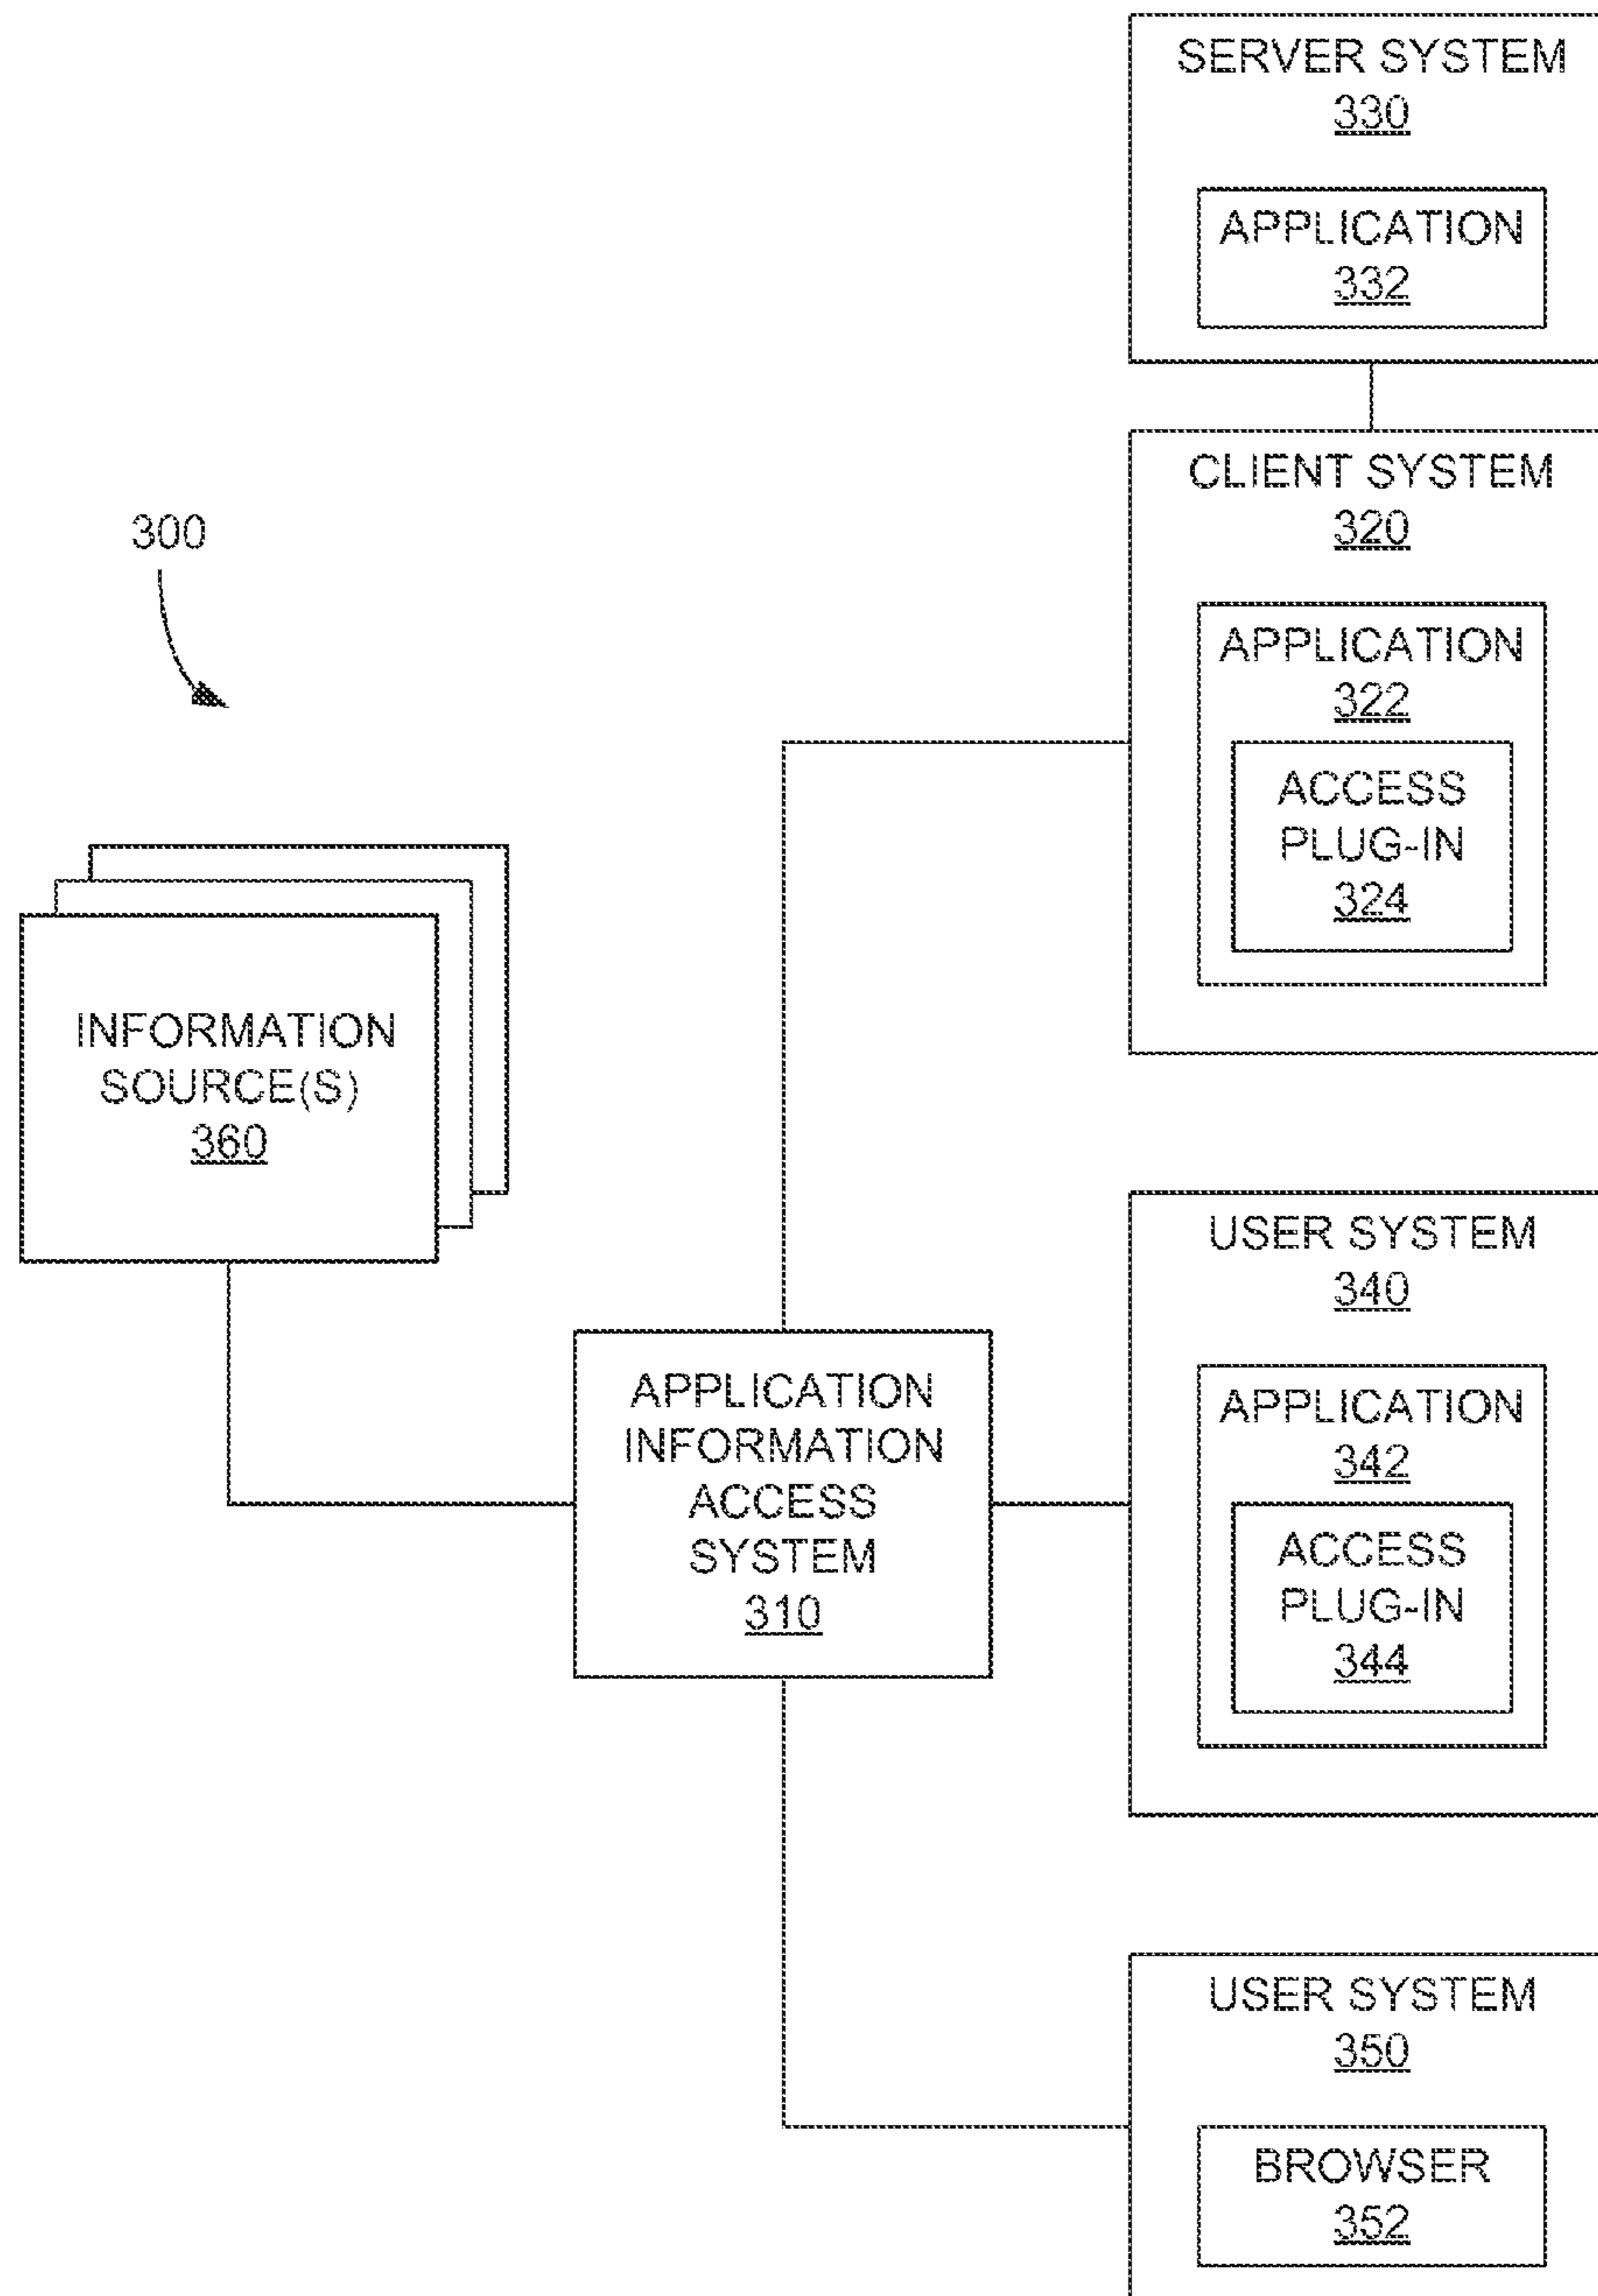 SERVER SYSTEM
330
APPLICATION
332
CLIENT SYSTEM
320
APPLICATION
322
ACCESS
PLUG-IN
324
300
INFORMATION
SOURCE(S)
360
APPLICATION
INFORMATION
ACCESS
SYSTEM
310
USER SYSTEM
340
APPLICATION
342
ACCESS
PLUG-IN
344
USER SYSTEM
350
BROWSER
352